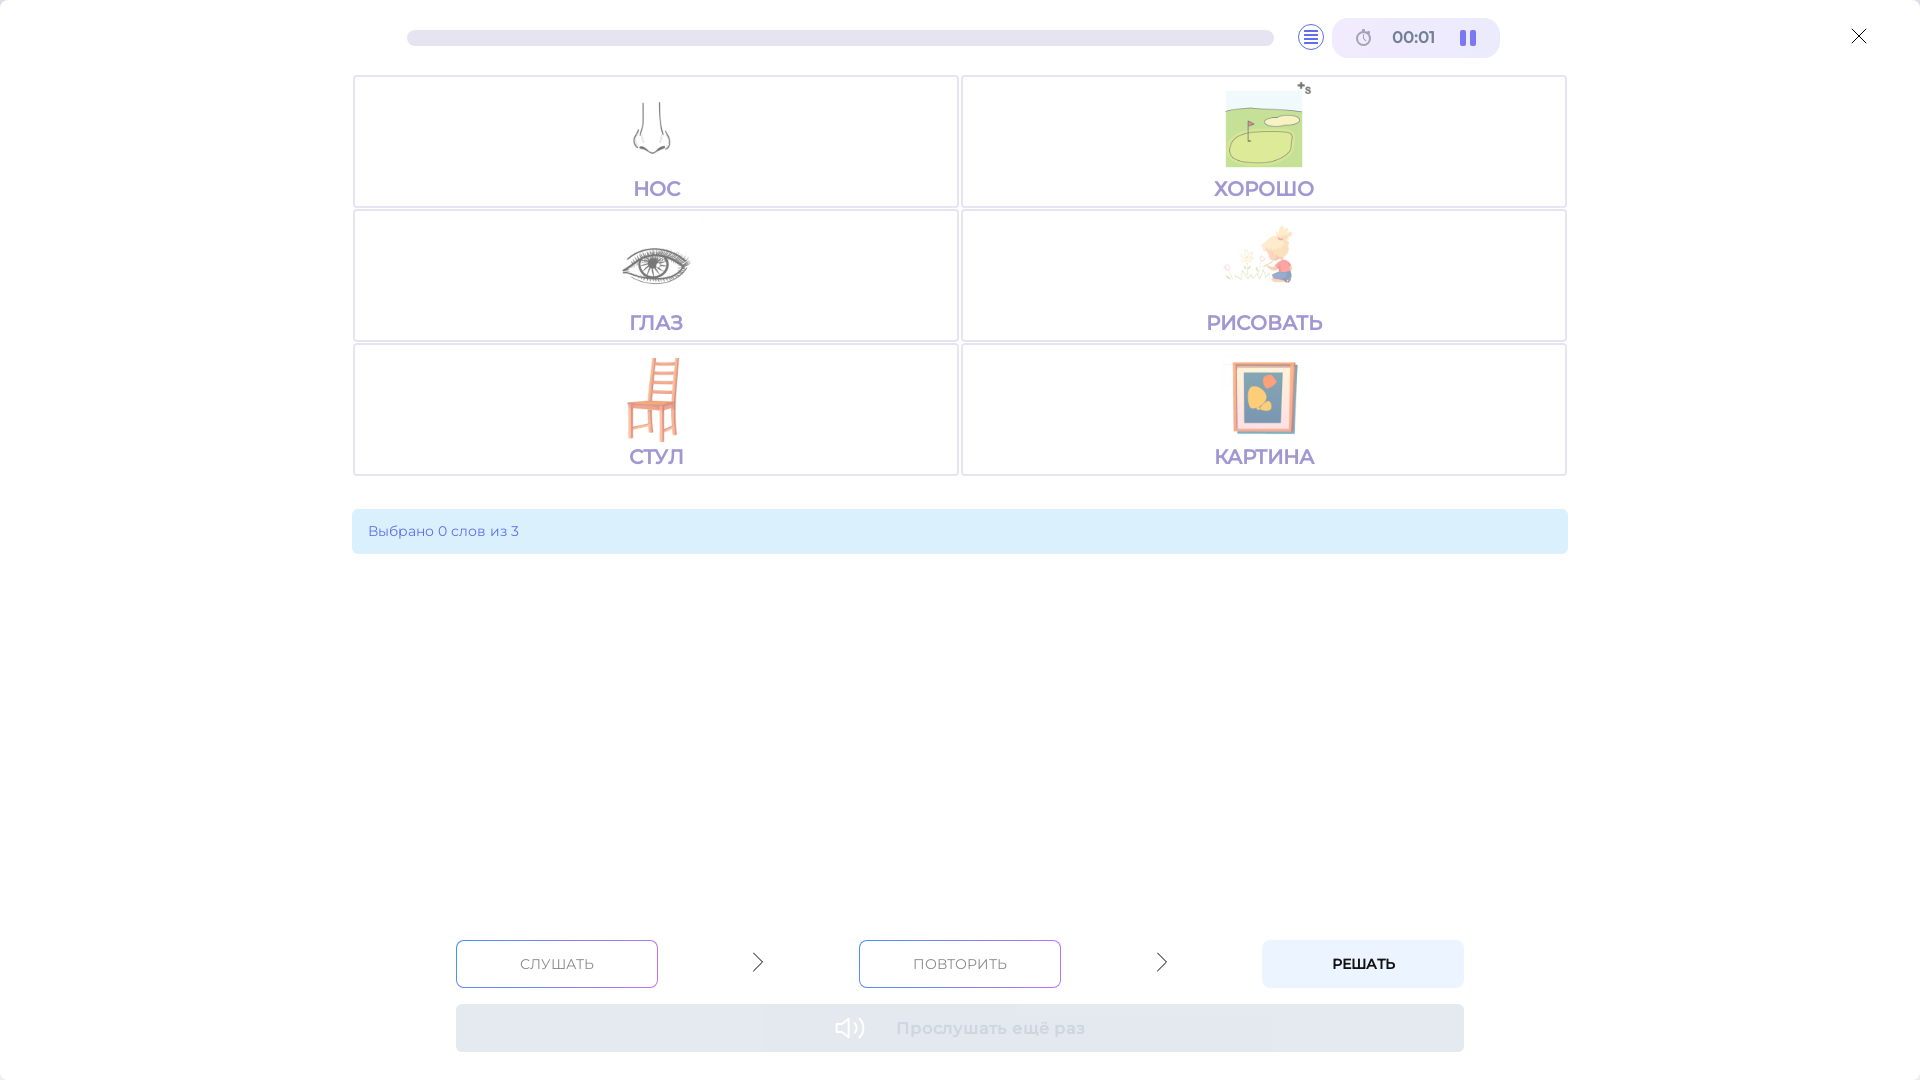 00:01
НОС
+s
ХОРОШО
ГЛАЗ
РИСОВАТЬ
СТУЛ
КАРТИНА
Выбрано 0 слов из 3
СЛУШАТЬ
ПОВТОРИТЬ
РЕШАТЬ
Прослушать ещё раз